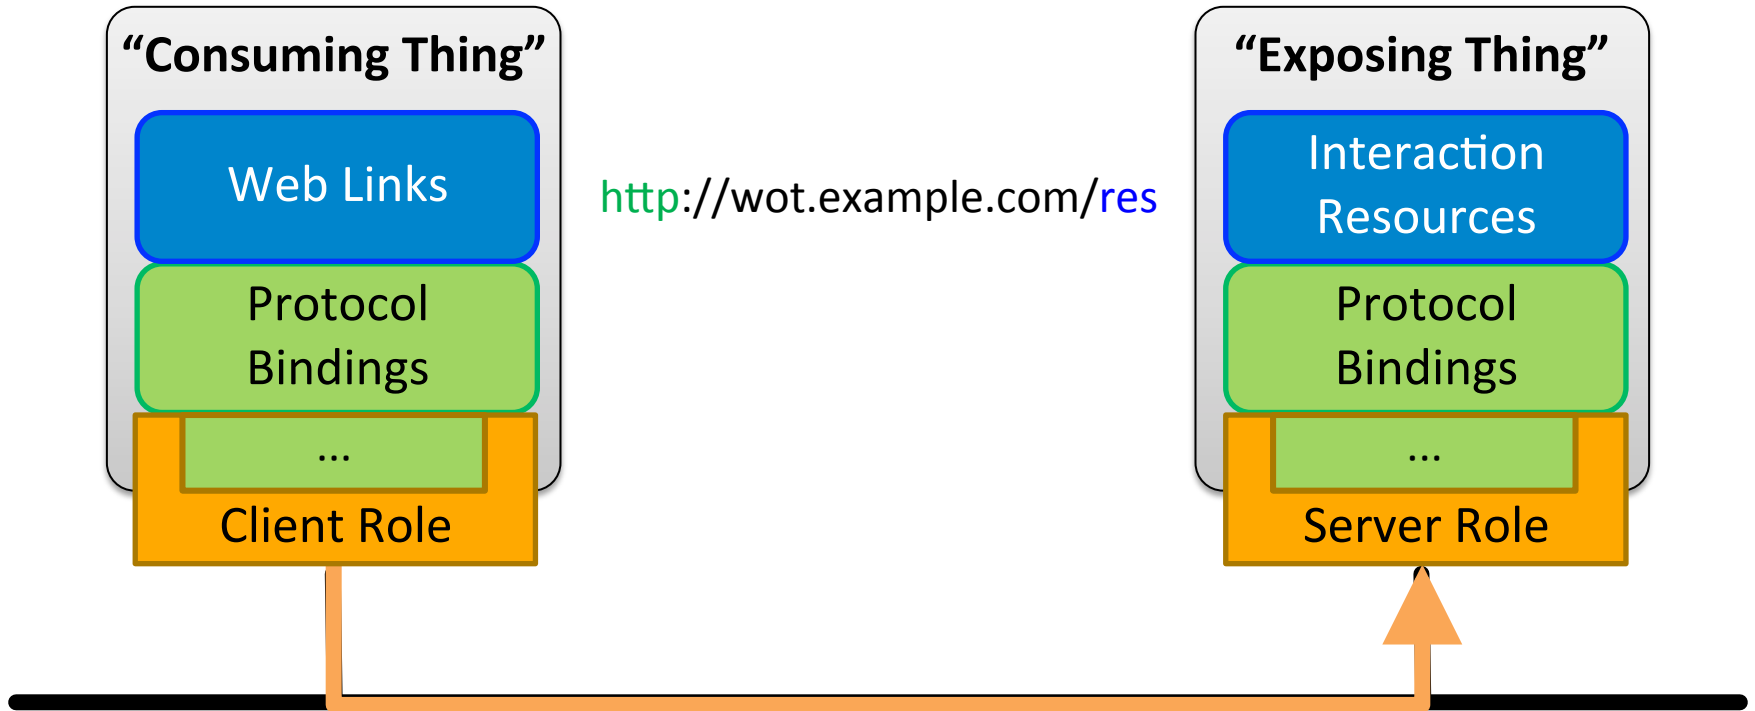 “Consuming Thing”
Web Links
Protocol
Bindings
...
Client Role
http://wot.example.com/res
“Exposing Thing”
Interaction
Resources
Protocol
Bindings
...
Server Role